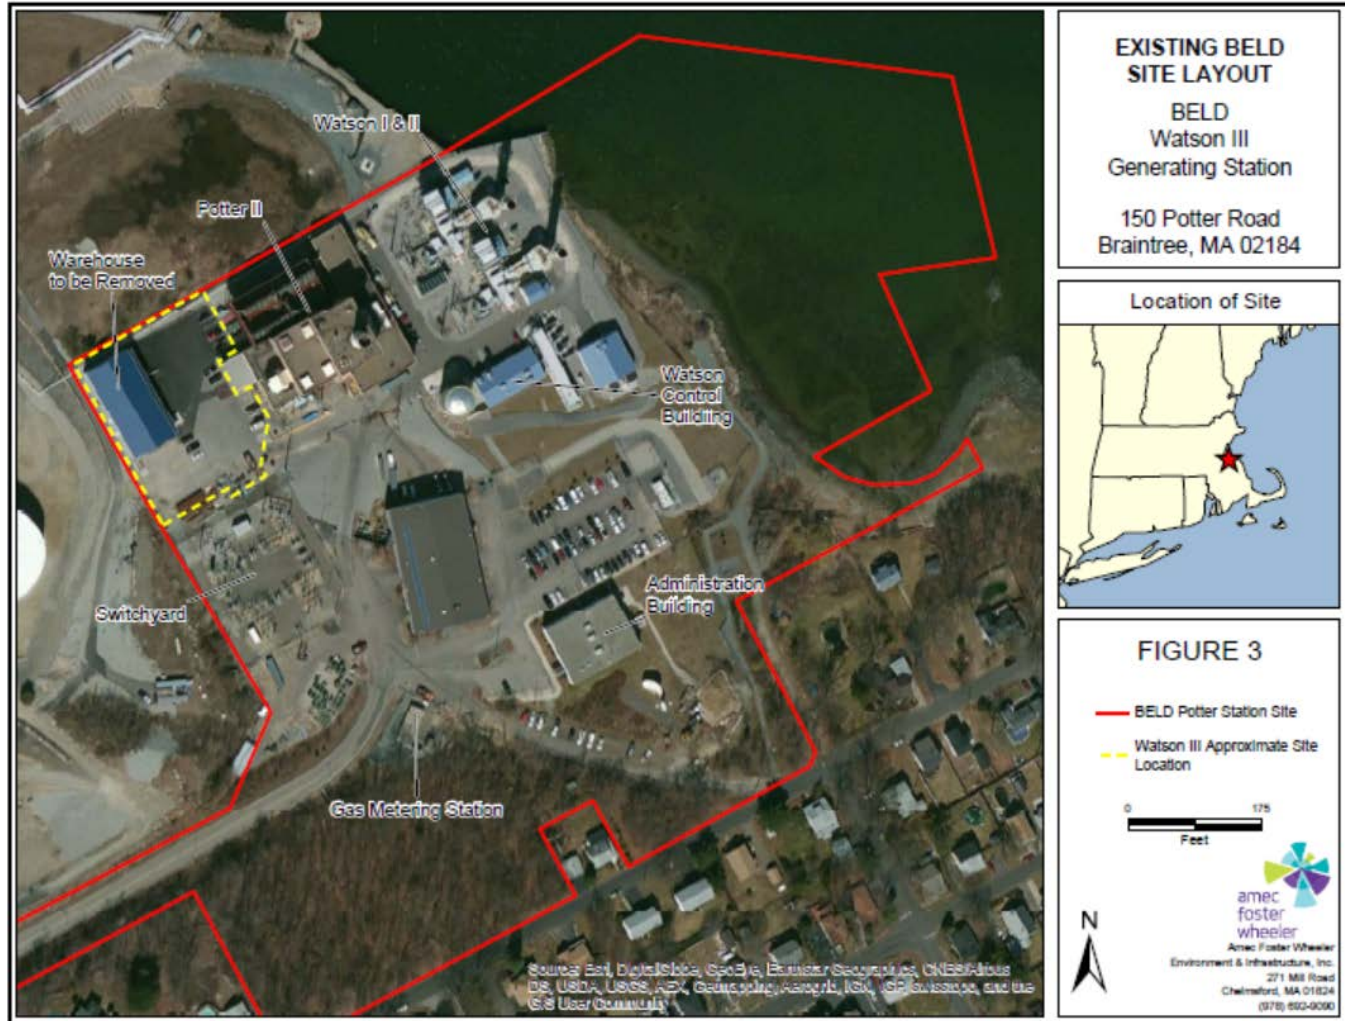 EXISTING BELD
SITE LAYOUT
BELD
Watson III
Generating Station
150 Potter Road
Braintree, MA 02184
Location of Site
FIGURE 3
BELD Potter Station Site
Watson III Approximate Site
Location
0 175
Feet
amec
foster
wheeler
N
Amec Foster Wheeler
Environment & Infrastructure, Inc.
271 Mill Road
Chelmsford, MA 01824
(978) 692-9090
Watson I & II
Potter II
Warehouse
to be Removed
Watson
Control
Building
Switchyard
Administration
Building
Gas Metering Station
Source: Esri, DigitalGlobe, GeoEye, Earthstar Geographics, CNES/Airbus
DS, USDA, USGS, AEX, Getmapping, Aerogrid, IGN, IGP, swisstopo, and the
GIS User Community